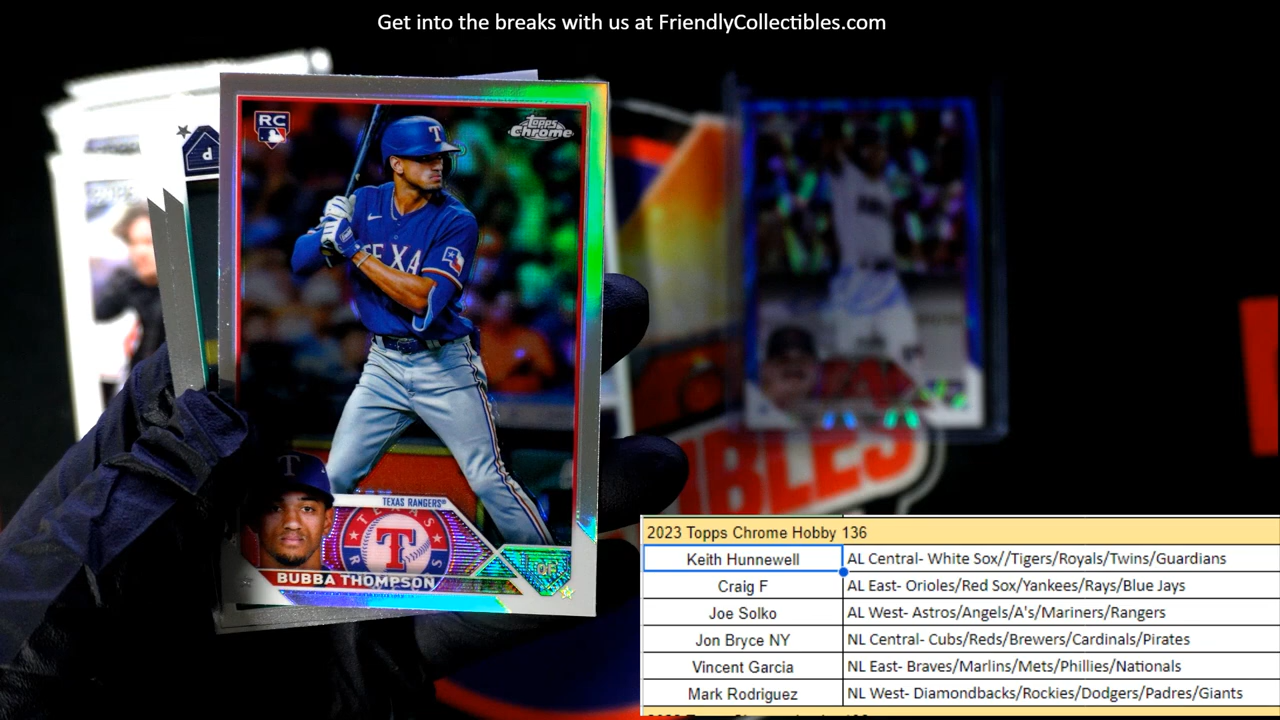 Get into the breaks with us at FriendlyCollectibles.com
RC
topps
Chrome
T
TEXA
TEXAS RANGERS®
T
BUBBA THOMPSON
OF
IBLES
2023 Topps Chrome Hobby 136
Keith Hunnewell AL Central- White Sox//Tigers/Royals/Twins/Guardians
Craig F AL East- Orioles/Red Sox/Yankees/Rays/Blue Jays
Joe Solko AL West- Astros/Angels/A's/Mariners/Rangers
Jon Bryce NY NL Central- Cubs/Reds/Brewers/Cardinals/Pirates
Vincent Garcia NL East- Braves/Marlins/Mets/Phillies/Nationals
Mark Rodriguez NL West- Diamondbacks/Rockies/Dodgers/Padres/Giants